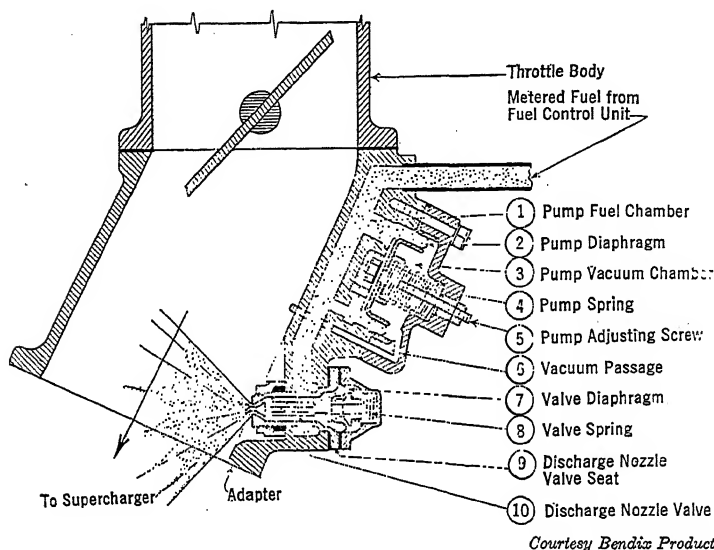 Throttle Body
Metered Fuel from
Fuel Control Unit
1 Pump Fuel Chamber
2 Pump Diaphragm
3 Pump Vacuum Chamber
4 Pump Spring
5 Pump Adjusting Screw
6 Vacuum Passage
7 Valve Diaphragm
8 Valve Spring
9 Discharge Nozzle
Valve Seat
10 Discharge Nozzle Valve
To Supercharger
Adapter
Courtesy Bendix Product